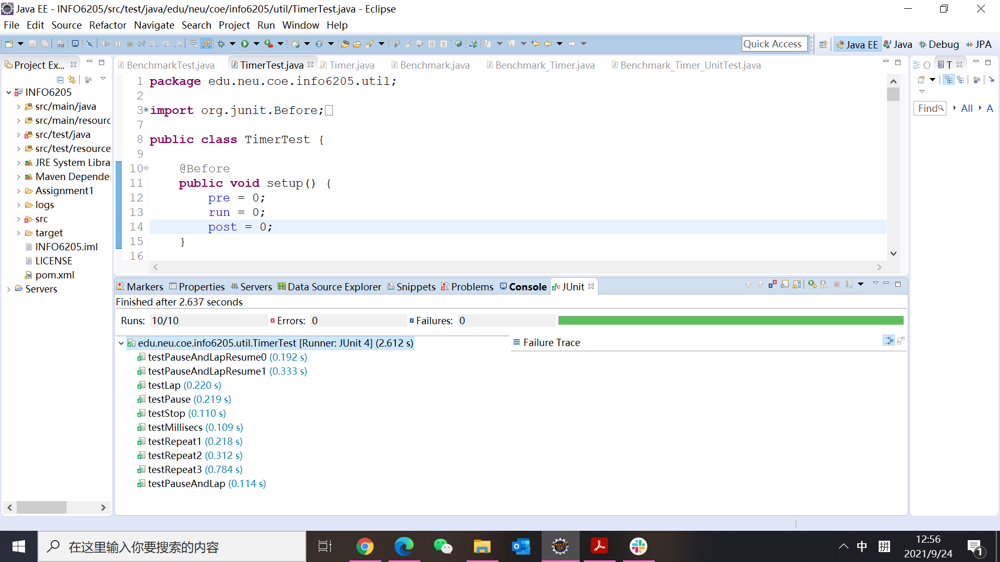 Java EE - INFO6205/src/test/java/edu/neu/coe/info6205/util/TimerTest.java - Eclipse
File Edit Source Refactor Navigate Search Project Run Window Help
Quick Access
Java EE
Java
Debug
JPA
Project Ex...
INFO6205
src/main/java
src/main/resourc
src/test/java
src/test/resource
JRE System Libra
Maven Depende
Assignment1
logs
src
target
INFO6205.iml
LICENSE
pom.xml
Servers
BenchmarkTest.java
TimerTest.java
Timer.java
Benchmark.java
Benchmark_Timer.java
Benchmark_Timer_UnitTest.java
1 package edu.neu.coe.info6205.util;
2
3 import org.junit.Before;
7
8 public class TimerTest {
9
10 @Before
11 public void setup() {
12 pre = 0;
13 run = 0;
14 post = 0;
15 }
16
O
T
Find
All
A
Markers
Properties
Servers
Data Source Explorer
Snippets
Problems
Console
JUnit
Finished after 2.637 seconds
Runs: 10/10
Errors: 0
Failures: 0
edu.neu.coe.info6205.util.TimerTest [Runner: JUnit 4] (2.612 s)
testPauseAndLapResume0 (0.192 s)
testPauseAndLapResume1 (0.333 s)
testLap (0.220 s)
testPause (0.219 s)
testStop (0.110 s)
testMillisecs (0.109 s)
testRepeat1 (0.218 s)
testRepeat2 (0.312 s)
testRepeat3 (0.784 s)
testPauseAndLap (0.114 s)
Failure Trace
在这里输入你要搜索的内容
中
拼
12:56
2021/9/24
1